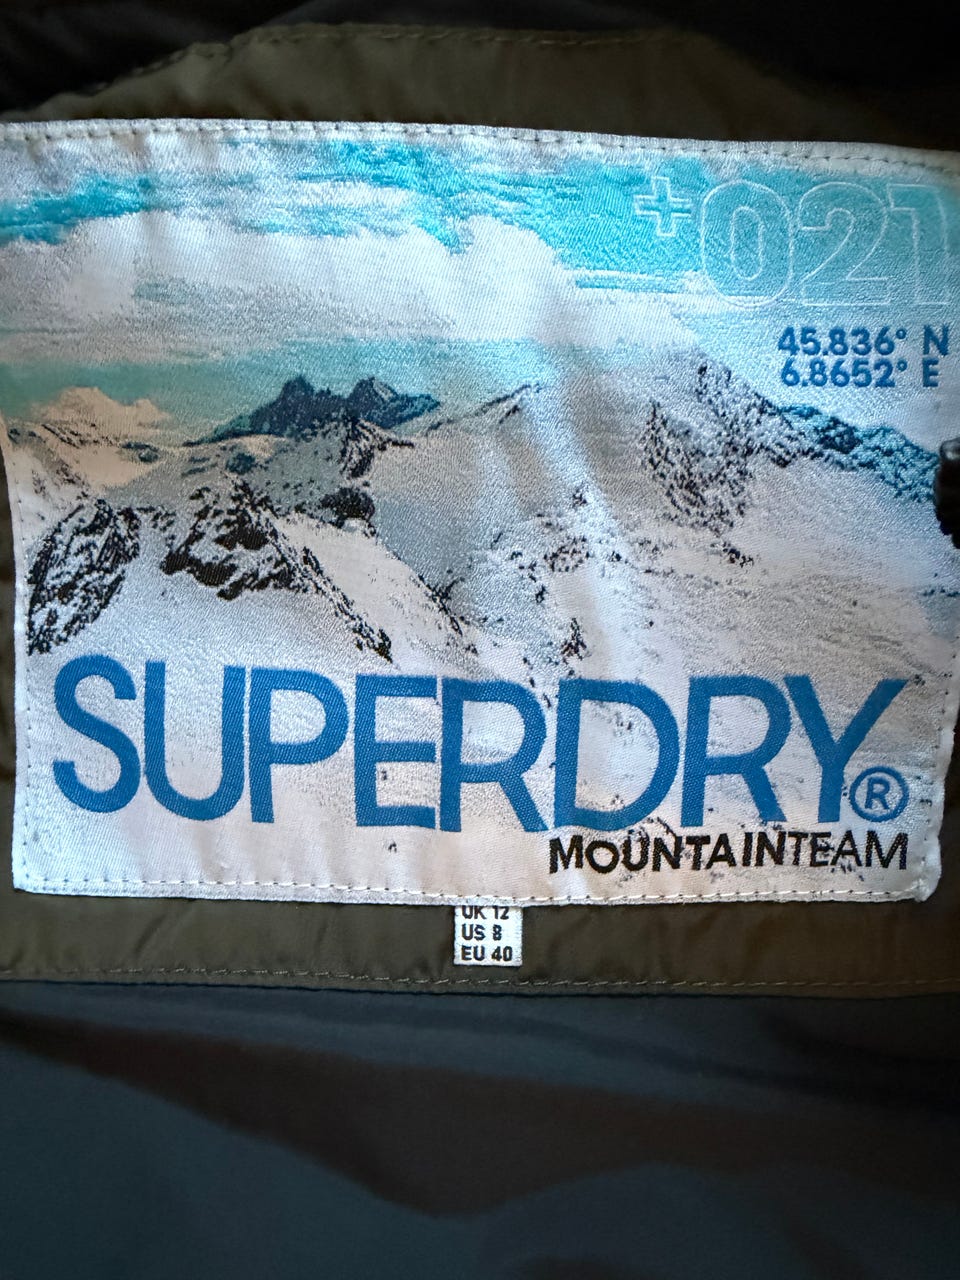 +021
45.836° N
6.8652° E
SUPERDRY®
MOUNTAINTEAM
UK 12
US 8
EU 40